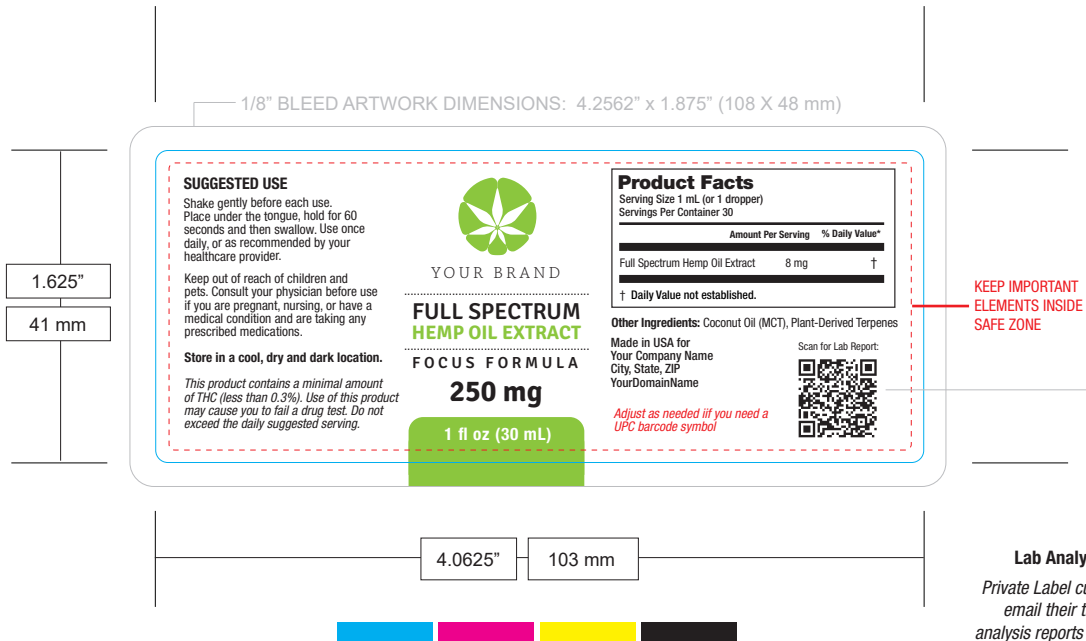 1/8” BLEED ARTWORK DIMENSIONS: 4.2562” x 1.875” (108 X 48 mm)
1.625”
41 mm
SUGGESTED USE
Shake gently before each use.
Place under the tongue, hold for 60
seconds and then swallow. Use once
daily, or as recommended by your
healthcare provider.
Keep out of reach of children and
pets. Consult your physician before use
if you are pregnant, nursing, or have a
medical condition and are taking any
prescribed medications.
Store in a cool, dry and dark location.
This product contains a minimal amount
of THC (less than 0.3%). Use of this product
may cause you to fail a drug test. Do not
exceed the daily suggested serving.
YOUR BRAND
FULL SPECTRUM
HEMP OIL EXTRACT
FOCUS FORMULA
250 mg
1 fl oz (30 mL)
Product Facts
Serving Size 1 mL (or 1 dropper)
Servings Per Container 30
Amount Per Serving % Daily Value*
Full Spectrum Hemp Oil Extract 8 mg †
† Daily Value not established.
Other Ingredients: Coconut Oil (MCT), Plant-Derived Terpenes
Made in USA for
Your Company Name
City, State, ZIP
YourDomainName
Scan for Lab Report:
Adjust as needed iif you need a
UPC barcode symbol
KEEP IMPORTANT
ELEMENTS INSIDE
SAFE ZONE
4.0625”
103 mm
Lab Analy
Private Label cu
email their t
analysis reports